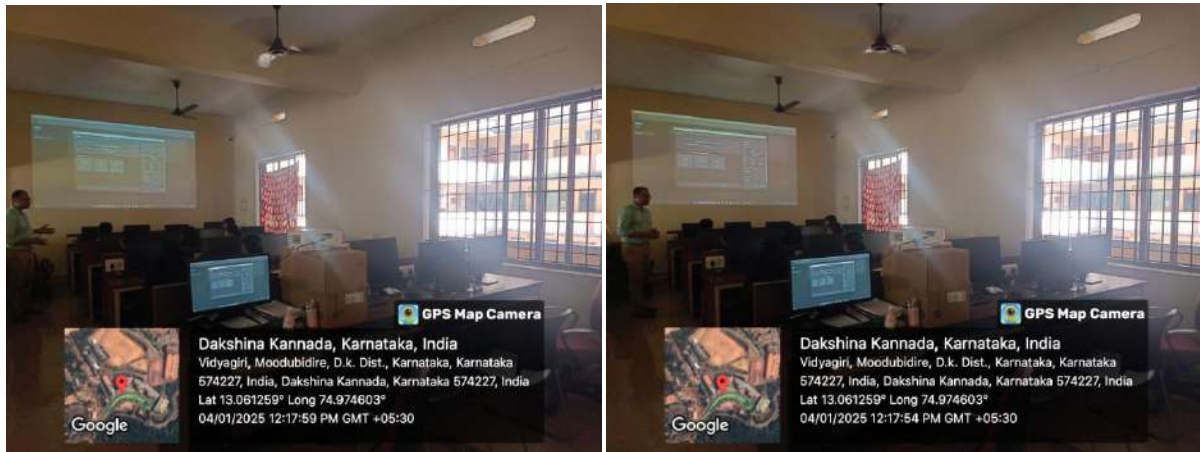 GPS Map Camera
Dakshina Kannada, Karnataka, India
Vidyagiri, Moodubidire, D.k. Dist., Karnataka, Karnataka
574227, India, Dakshina Kannada, Karnataka 574227, India
Lat 13.061259° Long 74.974603°
04/01/2025 12:17:59 PM GMT +05:30
Google
GPS Map Camera
Dakshina Kannada, Karnataka, India
Vidyagiri, Moodubidire, D.k. Dist., Karnataka, Karnataka
574227, India, Dakshina Kannada, Karnataka 574227, India
Lat 13.061259° Long 74.974603°
04/01/2025 12:17:54 PM GMT +05:30
Google